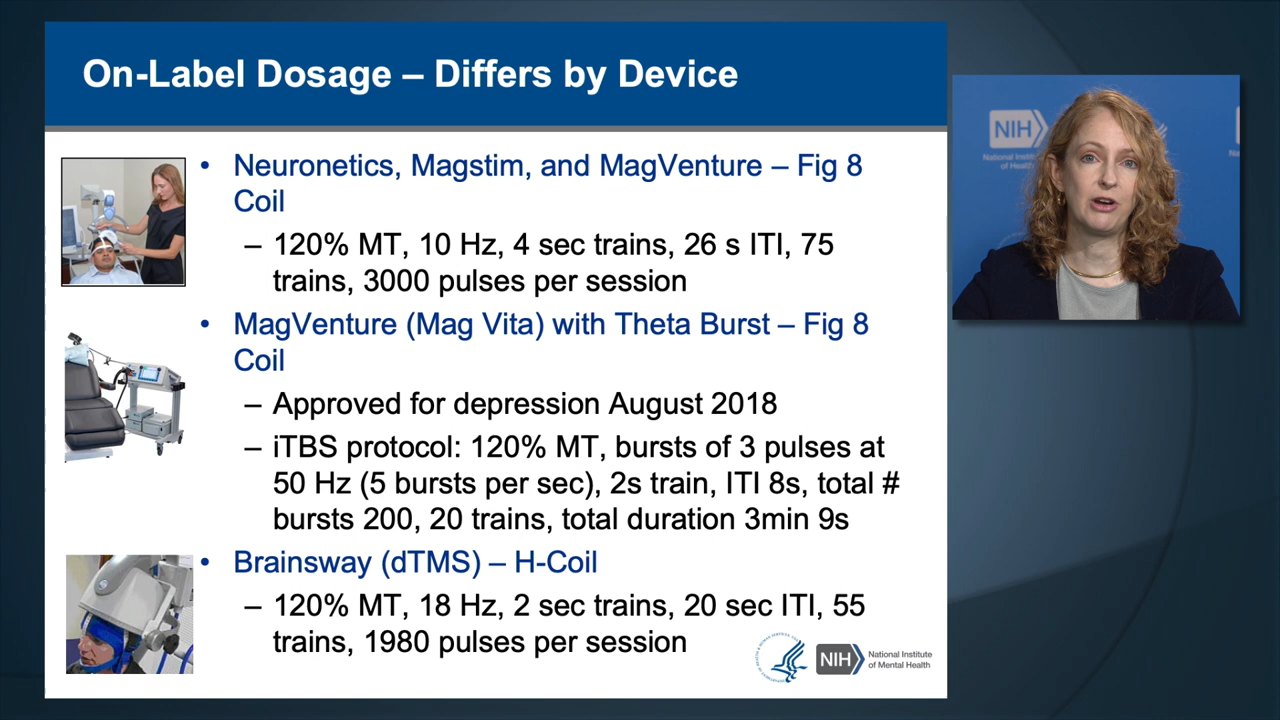 On-Label Dosage – Differs by Device
• Neuronetics, Magstim, and MagVenture – Fig 8
Coil
– 120% MT, 10 Hz, 4 sec trains, 26 s ITI, 75
trains, 3000 pulses per session
• MagVenture (Mag Vita) with Theta Burst – Fig 8
Coil
– Approved for depression August 2018
– iTBS protocol: 120% MT, bursts of 3 pulses at
50 Hz (5 bursts per sec), 2s train, ITI 8s, total #
bursts 200, 20 trains, total duration 3min 9s
• Brainsway (dTMS) – H-Coil
– 120% MT, 18 Hz, 2 sec trains, 20 sec ITI, 55
trains, 1980 pulses per session
NIH
National Institute
of Mental Health
NIH
National Institute
of Health